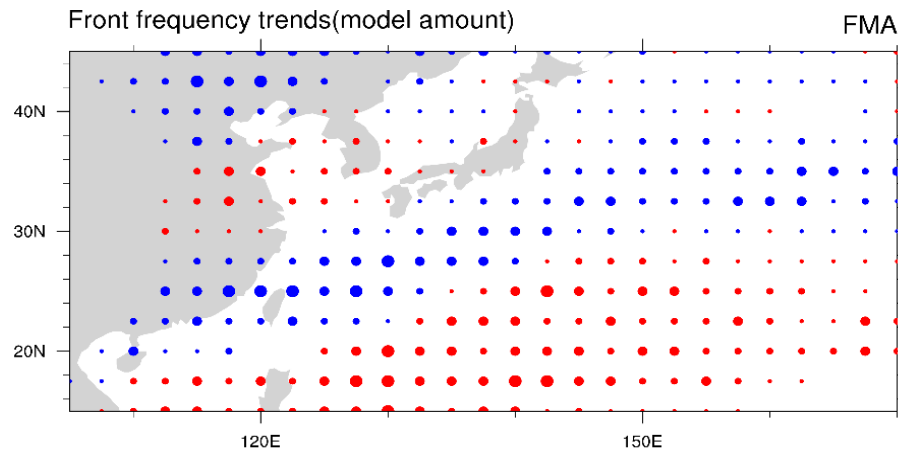 Front frequency trends(model amount)
FMA
40N
30N
20N
120E
150E